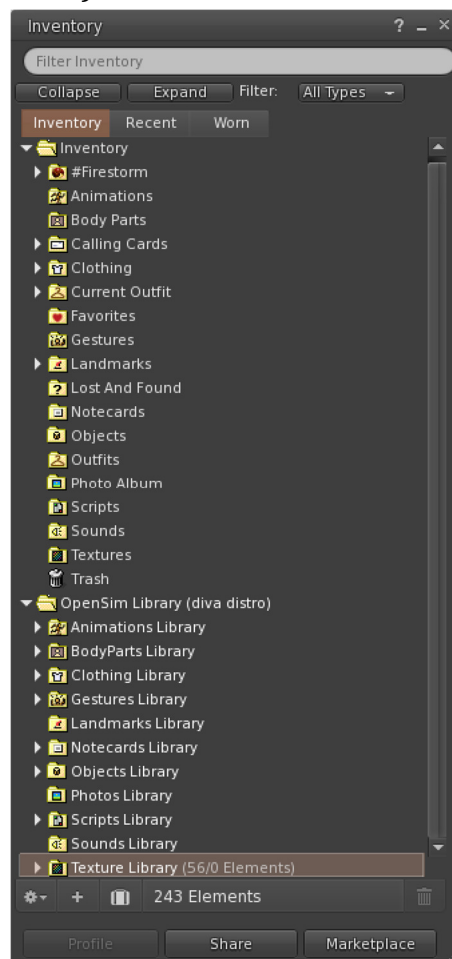 Inventory
Filter Inventory
Collapse Expand Filter: All Types
Inventory Recent Worn
Inventory
#Firestorm
Animations
Body Parts
Calling Cards
Clothing
Current Outfit
Favorites
Gestures
Landmarks
Lost And Found
Notecards
Objects
Outfits
Photo Album
Scripts
Sounds
Textures
Trash
OpenSim Library (diva distro)
Animations Library
BodyParts Library
Clothing Library
Gestures Library
Landmarks Library
Notecards Library
Objects Library
Photos Library
Scripts Library
Sounds Library
Texture Library (56/0 Elements)
243 Elements
Profile Share Marketplace